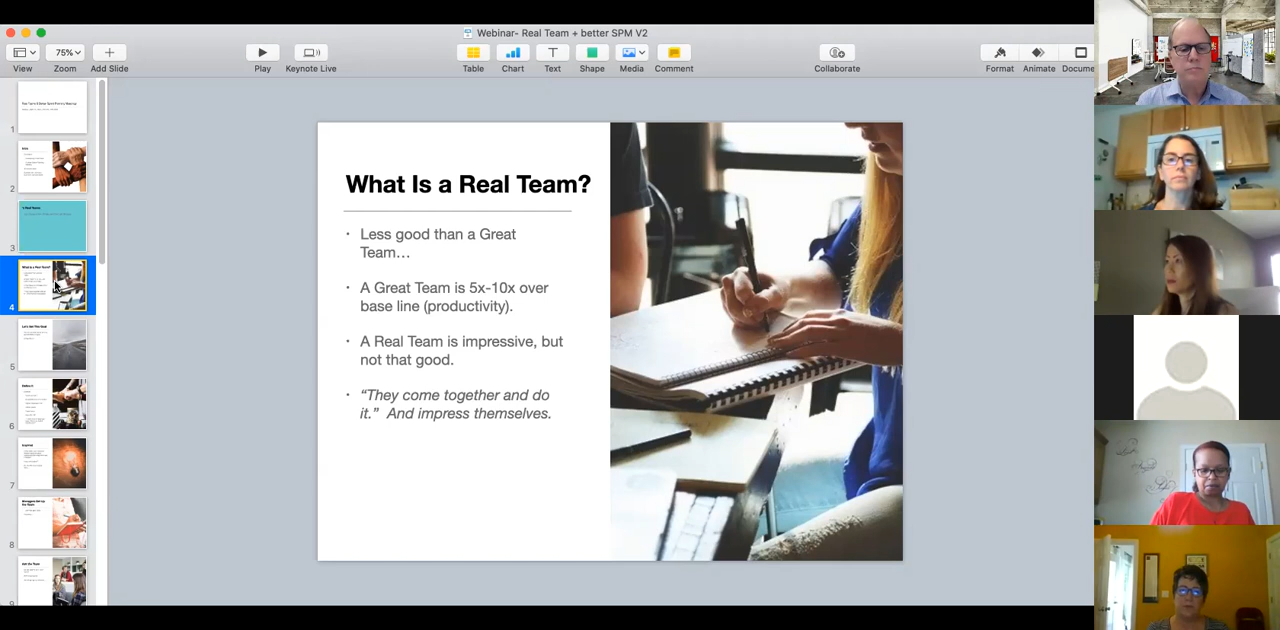 Webinar- Real Team + better SPM V2
75%
View
Zoom
Add Slide
Play
Keynote Live
Table
Chart
Text
Shape
Media
Comment
Collaborate
Format
Animate
Docume
1
2
3
4
5
6
7
8
9
What Is a Real Team?
• Less good than a Great
Team…
• A Great Team is 5x-10x over
base line (productivity).
• A Real Team is impressive, but
not that good.
• “They come together and do
it.” And impress themselves.